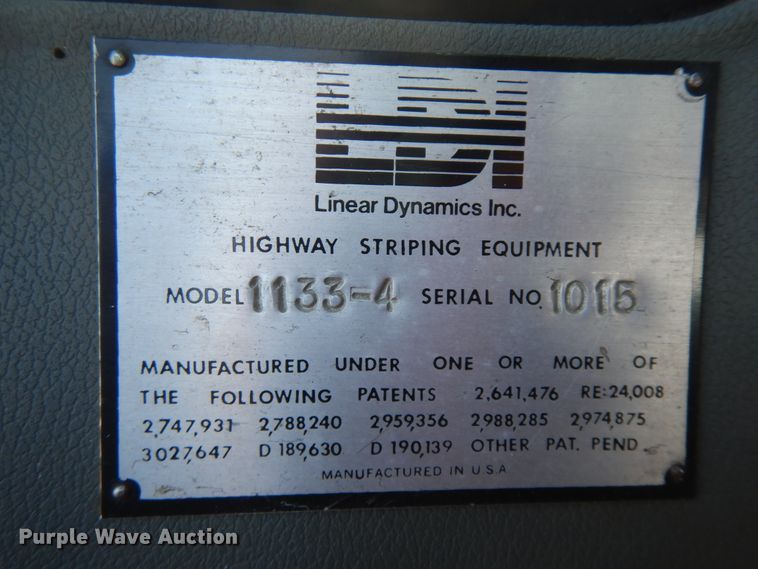 LDI
Linear Dynamics Inc.
HIGHWAY STRIPING EQUIPMENT
MODEL 1133-4 SERIAL NO. 1015
MANUFACTURED UNDER ONE OR MORE OF
THE FOLLOWING PATENTS 2,641,476 RE:24,008
2,747,931 2,788,240 2,959,356 2,988,285 2,974,875
3027,647 D 189,630 D 190,139 OTHER PAT. PEND.
MANUFACTURED IN U.S.A
Purple Wave Auction